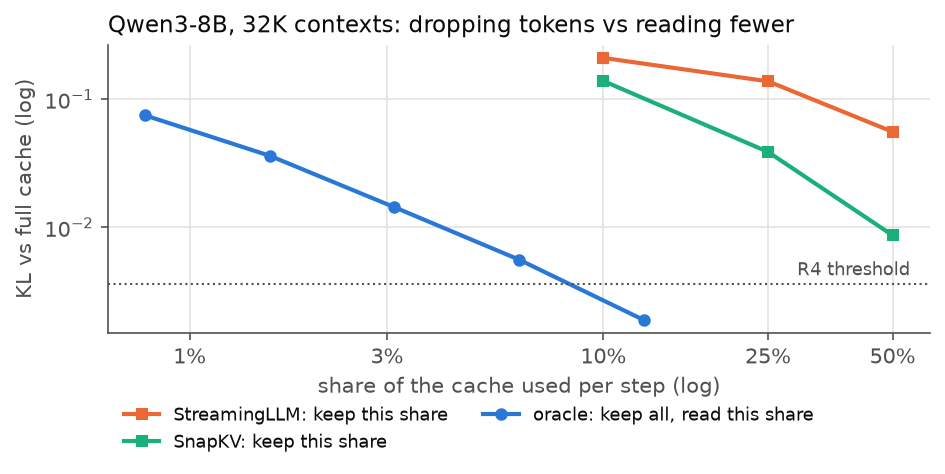 Qwen3-8B, 32K contexts: dropping tokens vs reading fewer
KL vs full cache (log)
10⁻¹
10⁻²
R4 threshold
1%
3%
10%
25%
50%
share of the cache used per step (log)
StreamingLLM: keep this share
oracle: keep all, read this share
SnapKV: keep this share